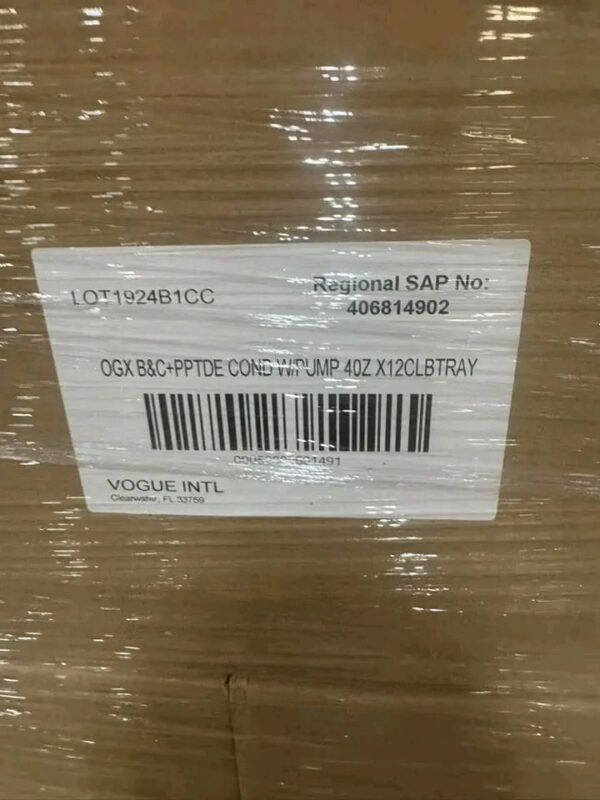 LOT1924B1CC
Regional SAP No:
406814902
OGX B&C+PPTDE COND W/PUMP 40Z X12CLBTRAY
VOGUE INTL
Clearwater, FL 33759